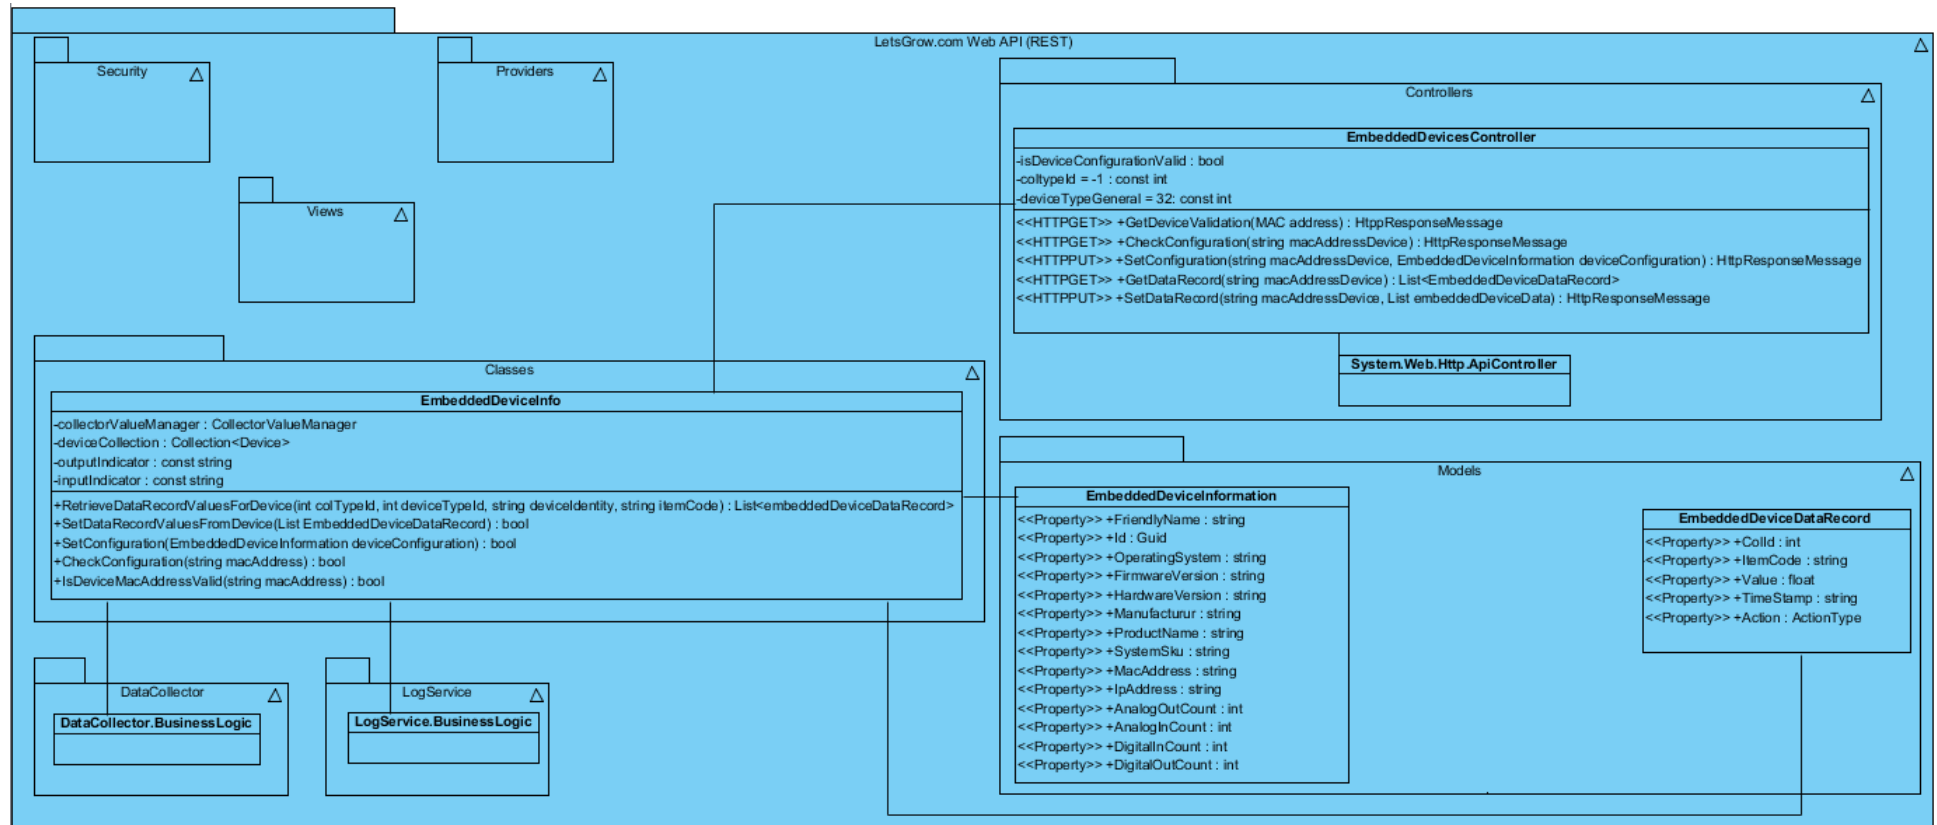 LetsGrow.com Web API (REST)
Security
Providers
Views
Controllers
EmbeddedDevicesController
-isDeviceConfigurationValid : bool
-coltypeId = -1 : const int
-deviceTypeGeneral = 32: const int
<<HTTPGET>> +GetDeviceValidation(MAC address) : HtppResponseMessage
<<HTTPGET>> +CheckConfiguration(string macAddressDevice) : HttpResponseMessage
<<HTTPPUT>> +SetConfiguration(string macAddressDevice, EmbeddedDeviceInformation deviceConfiguration) : HttpResponseMessage
<<HTTPGET>> +GetDataRecord(string macAddressDevice) : List<EmbeddedDeviceDataRecord>
<<HTTPPUT>> +SetDataRecord(string macAddressDevice, List embeddedDeviceData) : HttpResponseMessage
System.Web.Http.ApiController
Classes
EmbeddedDeviceInfo
-collectorValueManager : CollectorValueManager
-deviceCollection : Collection<Device>
-outputIndicator : const string
-inputIndicator : const string
+RetrieveDataRecordValuesForDevice(int colTypeId, int deviceTypeId, string deviceIdentity, string itemCode) : List<embeddedDeviceDataRecord>
+SetDataRecordValuesFromDevice(List EmbeddedDeviceDataRecord) : bool
+SetConfiguration(EmbeddedDeviceInformation deviceConfiguration) : bool
+CheckConfiguration(string macAddress) : bool
+IsDeviceMacAddressValid(string macAddress) : bool
Models
EmbeddedDeviceInformation
<<Property>> +FriendlyName : string
<<Property>> +Id : Guid
<<Property>> +OperatingSystem : string
<<Property>> +FirmwareVersion : string
<<Property>> +HardwareVersion : string
<<Property>> +Manufacturur : string
<<Property>> +ProductName : string
<<Property>> +SystemSku : string
<<Property>> +MacAddress : string
<<Property>> +IpAddress : string
<<Property>> +AnalogOutCount : int
<<Property>> +AnalogInCount : int
<<Property>> +DigitalInCount : int
<<Property>> +DigitalOutCount : int
EmbeddedDeviceDataRecord
<<Property>> +ColId : int
<<Property>> +ItemCode : string
<<Property>> +Value : float
<<Property>> +TimeStamp : string
<<Property>> +Action : ActionType
DataCollector
DataCollector.BusinessLogic
LogService
LogService.BusinessLogic